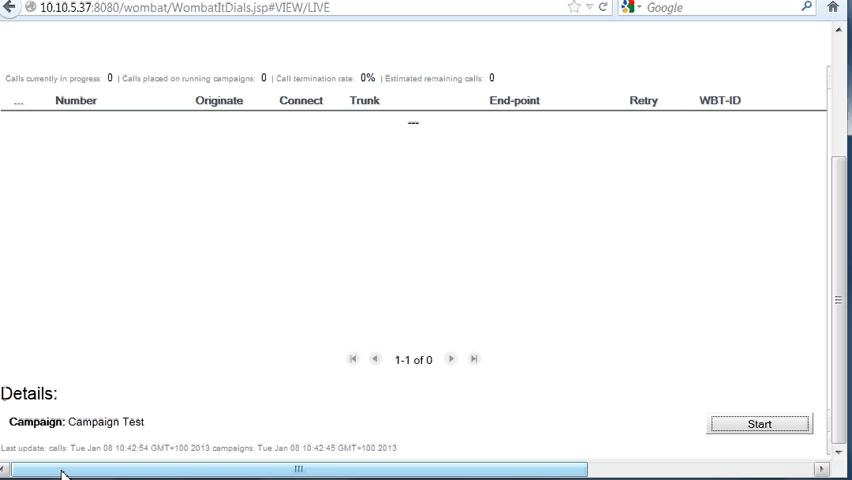 10.10.5.37:8080/wombat/WombatItDials.jsp#VIEW/LIVE Google
Calls currently in progress: 0 | Calls placed on running campaigns: 0 | Call termination rate: 0% | Estimated remaining calls: 0
... Number Originate Connect Trunk End-point Retry WBT-ID
---
1-1 of 0
Details:
Campaign: Campaign Test Start
Last update: calls: Tue Jan 08 10:42:54 GMT+100 2013 campaigns: Tue Jan 08 10:42:45 GMT+100 2013